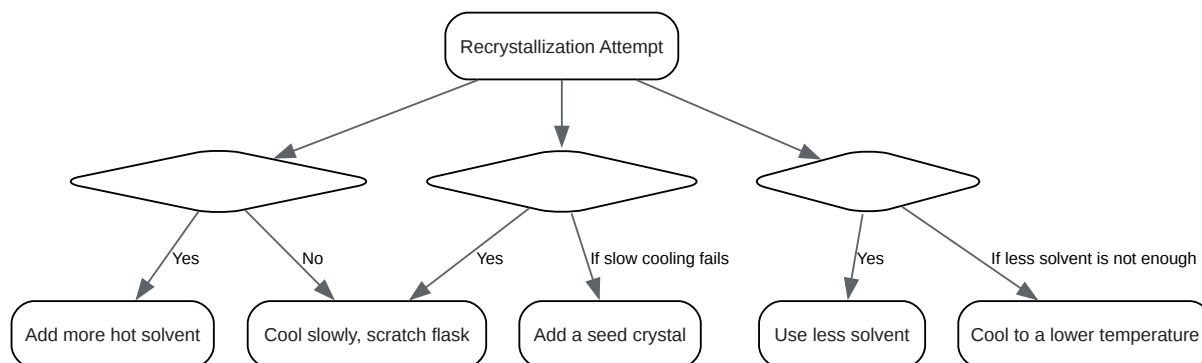 Recrystallization Attempt
Yes
No
Yes
If slow cooling fails
Yes
If less solvent is not enough
Add more hot solvent
Cool slowly, scratch flask
Add a seed crystal
Use less solvent
Cool to a lower temperature